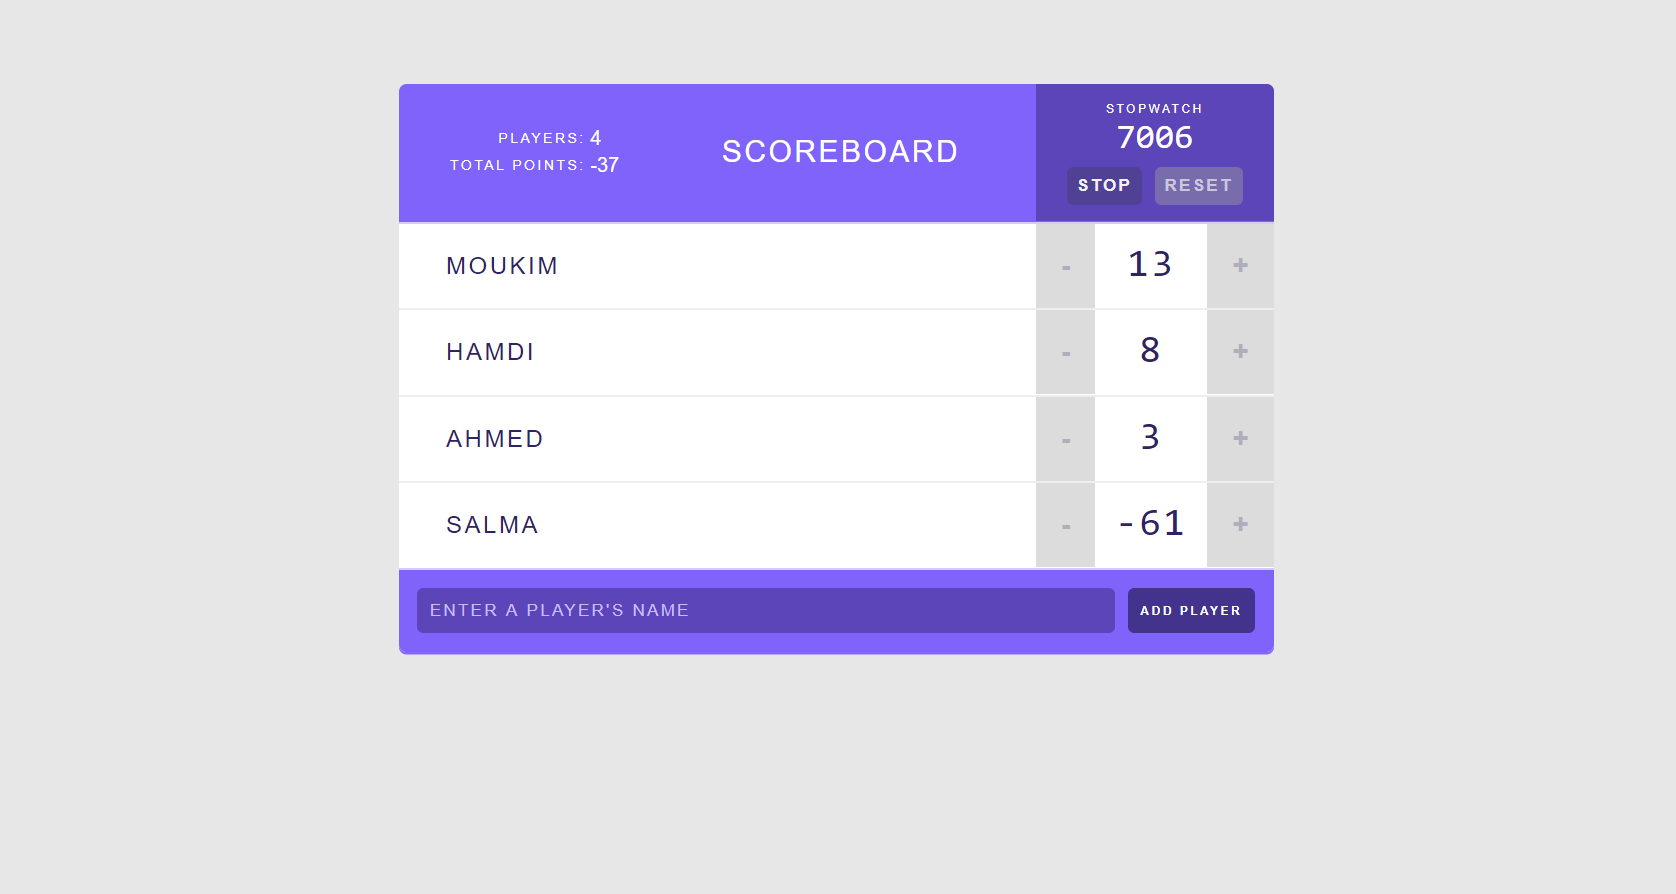 PLAYERS: 4
TOTAL POINTS: -37
SCOREBOARD
STOPWATCH
7006
STOP RESET
MOUKIM - 13 +
HAMDI - 8 +
AHMED - 3 +
SALMA - -61 +
ENTER A PLAYER'S NAME ADD PLAYER